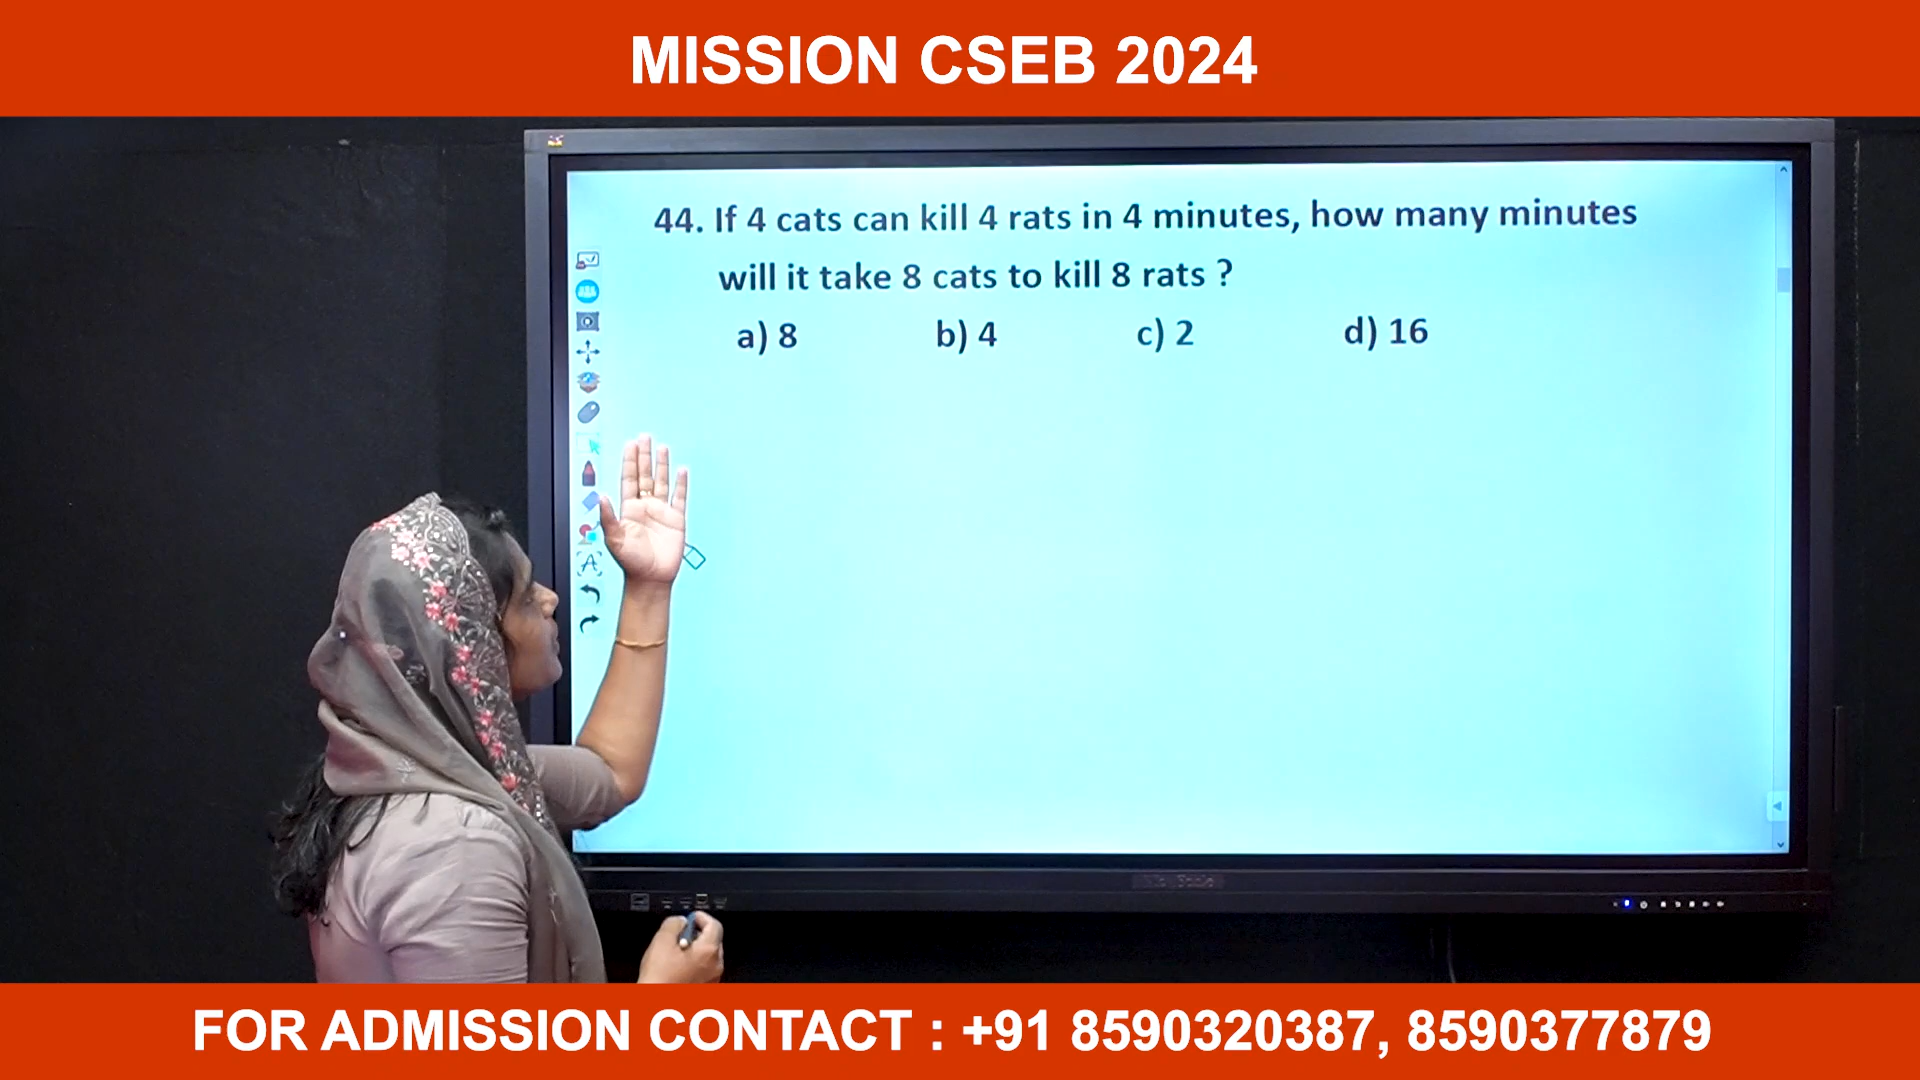 MISSION CSEB 2024
44. If 4 cats can kill 4 rats in 4 minutes, how many minutes
will it take 8 cats to kill 8 rats ?
a) 8 b) 4 c) 2 d) 16
FOR ADMISSION CONTACT : +91 8590320387, 8590377879